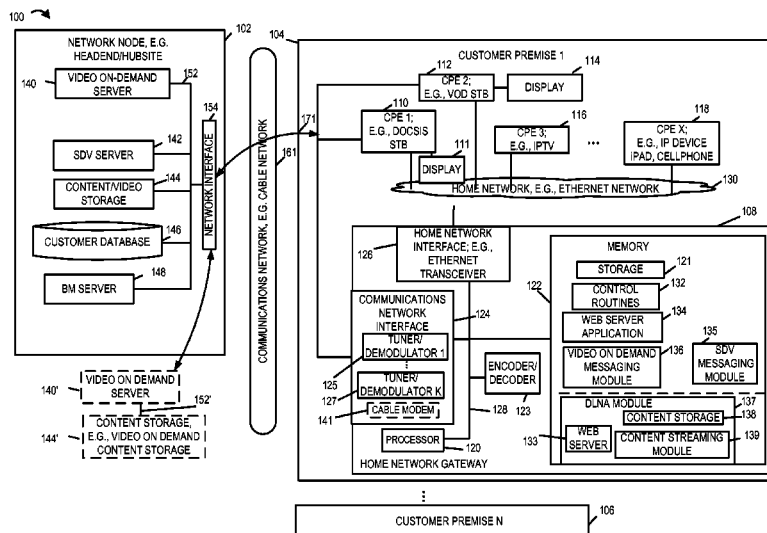 100
NETWORK NODE, E.G.
HEADEND/HUBSITE
102
VIDEO ON-DEMAND
SERVER
140
152
154
SDV SERVER
142
CONTENT/VIDEO
STORAGE
144
CUSTOMER DATABASE
146
BM SERVER
148
NETWORK INTERFACE
140'
VIDEO ON DEMAND
SERVER
152'
144'
CONTENT STORAGE,
E.G., VIDEO ON DEMAND
CONTENT STORAGE
COMMUNICATIONS NETWORK, E.G. CABLE NETWORK
161
171
104
CUSTOMER PREMISE 1
112
CPE 2;
E.G., VOD STB
DISPLAY
114
110
CPE 1;
E.G., DOCSIS
STB
111
DISPLAY
116
CPE 3;
E.G., IPTV
...
118
CPE X;
E.G., IP DEVICE
IPAD, CELLPHONE
HOME NETWORK, E.G., ETHERNET NETWORK
130
108
126
HOME NETWORK
INTERFACE; E.G.,
ETHERNET
TRANSCEIVER
COMMUNICATIONS
NETWORK
INTERFACE
124
TUNER/
DEMODULATOR 1
125
TUNER/
DEMODULATOR K
127
CABLE MODEM
141
128
ENCODER/
DECODER
123
PROCESSOR
120
HOME NETWORK GATEWAY
MEMORY
122
STORAGE
121
CONTROL
ROUTINES
132
WEB SERVER
APPLICATION
134
VIDEO ON DEMAND
MESSAGING MODULE
136
135
SDV
MESSAGING
MODULE
DLNA MODULE
137
CONTENT STORAGE
138
133
WEB
SERVER
CONTENT STREAMING
MODULE
139
...
CUSTOMER PREMISE N
106